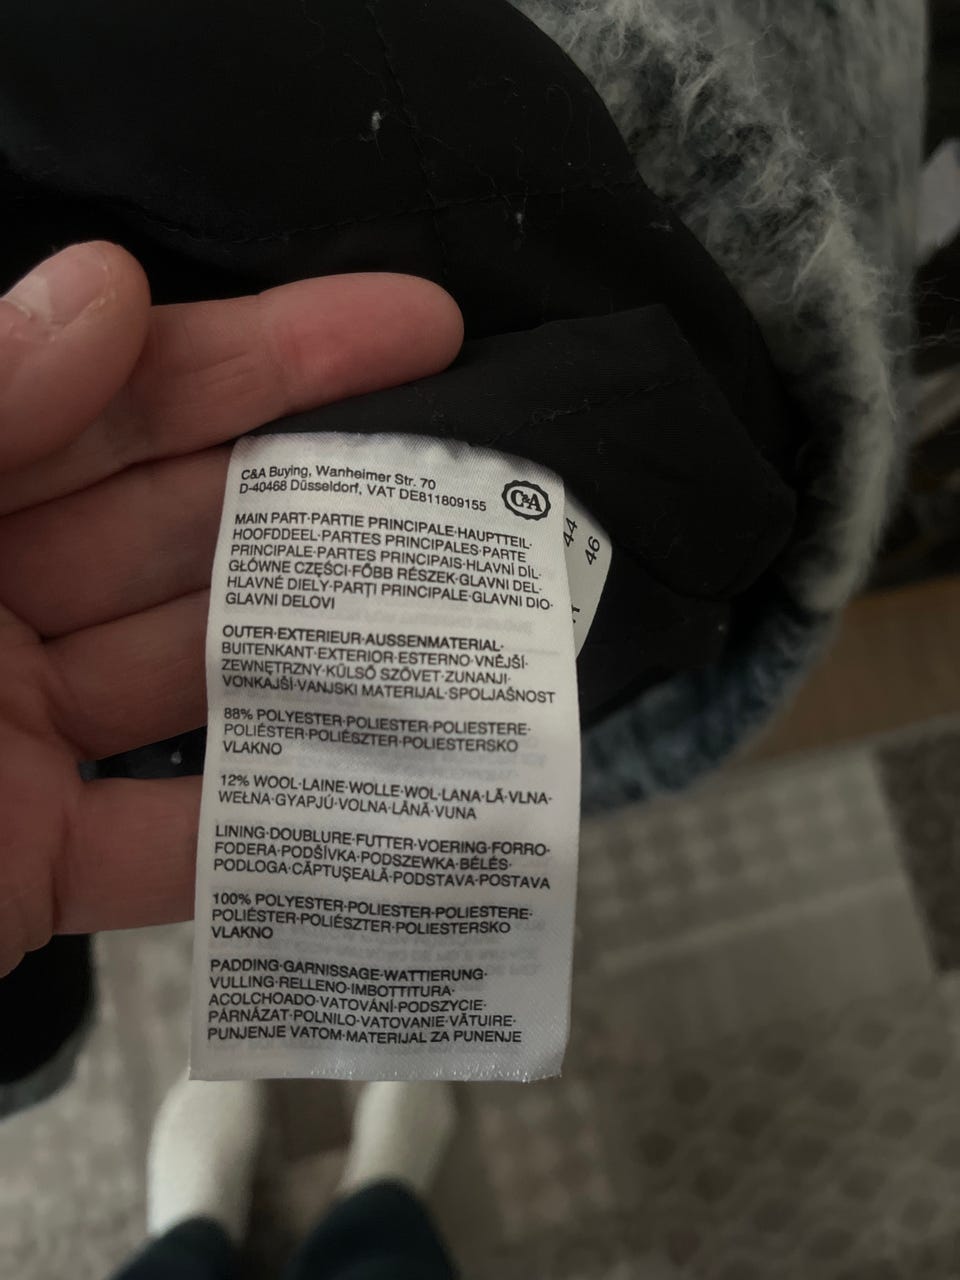 C&A Buying, Wanheimer Str. 70
D-40468 Düsseldorf, VAT DE811809155
C&A
MAIN PART·PARTIE PRINCIPALE·HAUPTTEIL·
HOOFDDEEL·PARTES PRINCIPALES·PARTE
PRINCIPALE·PARTES PRINCIPAIS·HLAVNÍ DÍL·
GŁÓWNE CZĘŚCI·FŐBB RÉSZEK·GLAVNI DEL·
HLAVNÉ DIELY·PARȚI PRINCIPALE·GLAVNI DIO·
GLAVNI DELOVI
OUTER·EXTERIEUR·AUSSENMATERIAL·
BUITENKANT·EXTERIOR·ESTERNO·VNĚJŠÍ·
ZEWNĘTRZNY·KÜLSŐ SZÖVET·ZUNANJI·
VONKAJŠÍ·VANJSKI MATERIJAL·SPOLJAŠNOST
88% POLYESTER·POLIESTER·POLIESTERE·
POLIÉSTER·POLIÉSZTER·POLIESTERSKO
VLAKNO
12% WOOL·LAINE·WOLLE·WOL·LANA·LÃ·VLNA·
WEŁNA·GYAPJÚ·VOLNA·LÂNĂ·VUNA
LINING·DOUBLURE·FUTTER·VOERING·FORRO·
FODERA·PODŠÍVKA·PODSZEWKA·BÉLÉS·
PODLOGA·CĂPTUŞEALĂ·PODSTAVA·POSTAVA
100% POLYESTER·POLIESTER·POLIESTERE·
POLIÉSTER·POLIÉSZTER·POLIESTERSKO
VLAKNO
PADDING·GARNISSAGE·WATTIERUNG·
VULLING·RELLENO·IMBOTTITURA·
ACOLCHOADO·VATOVÁNÍ·PODSZYCIE·
PÁRNÁZAT·POLNILO·VATOVANIE·VĂTUIRE·
PUNJENJE VATOM·MATERIJAL ZA PUNENJE
44
46